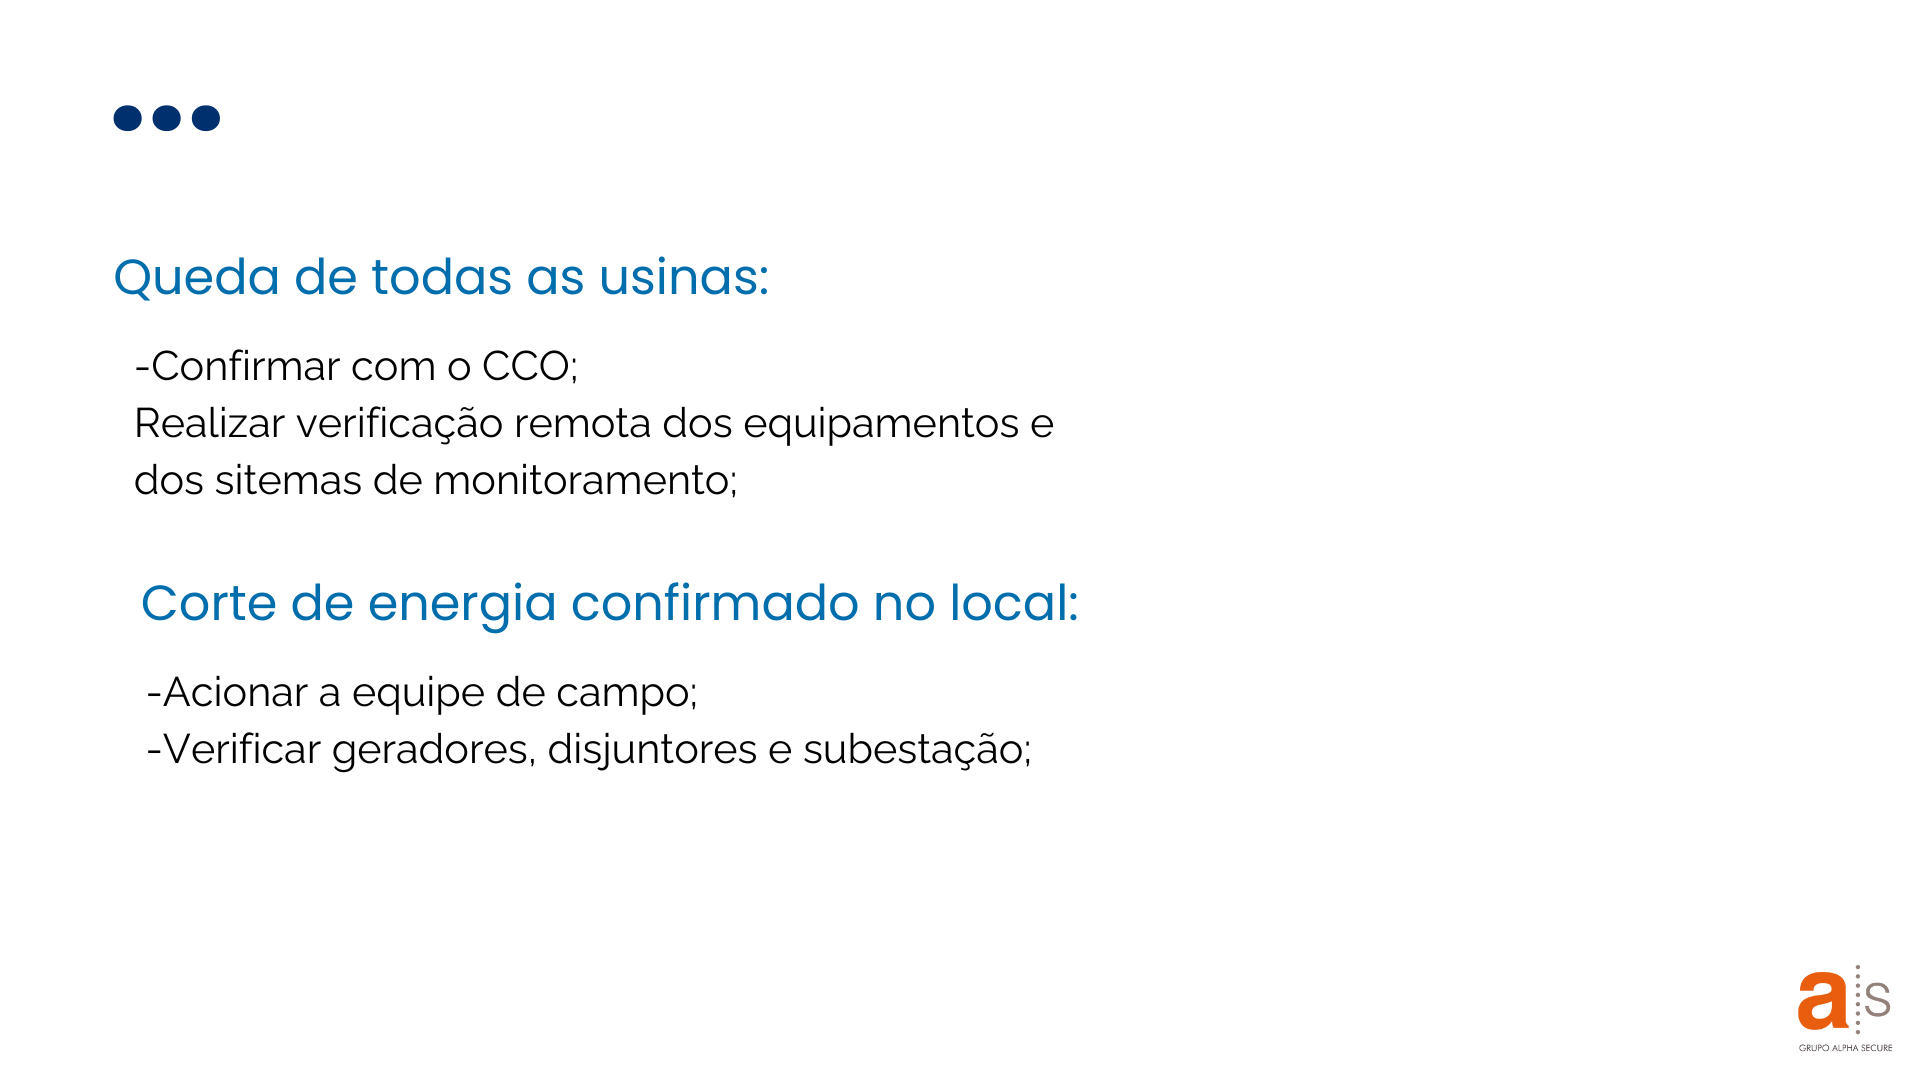 Queda de todas as usinas:
-Confirmar com o CCO;
Realizar verificação remota dos equipamentos e
dos sitemas de monitoramento;
Corte de energia confirmado no local:
-Acionar a equipe de campo;
-Verificar geradores, disjuntores e subestação;
a s
GRUPO ALPHA SECURE